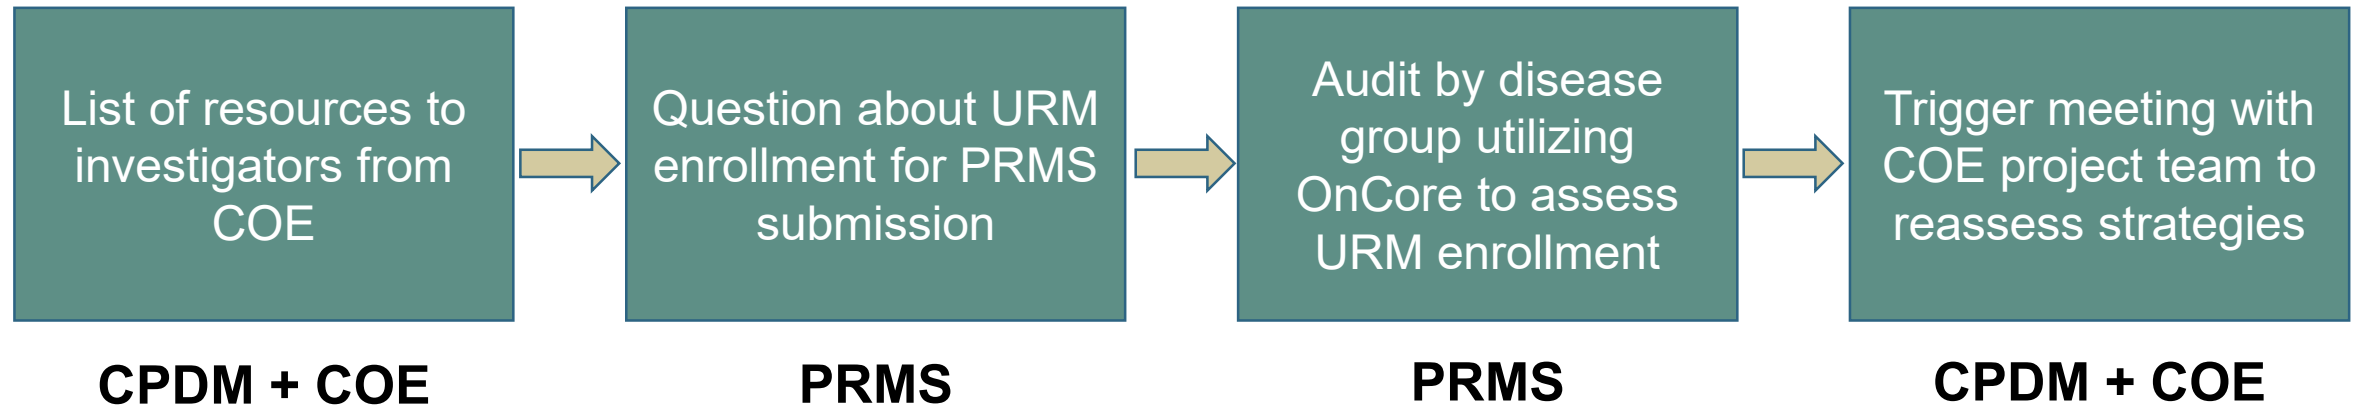 List of resources to
investigators from
COE
Question about URM
enrollment for PRMS
submission
Audit by disease
group utilizing
OnCore to assess
URM enrollment
Trigger meeting with
COE project team to
reassess strategies
CPDM + COE
PRMS
PRMS
CPDM + COE